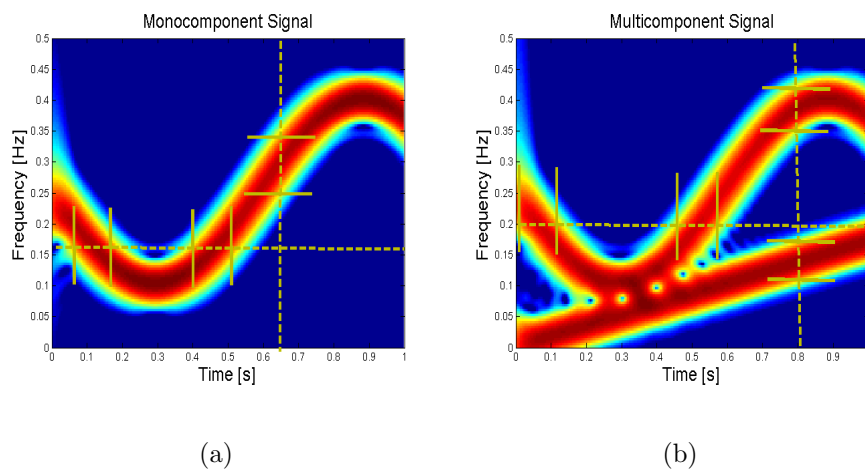 Monocomponent Signal
Frequency [Hz]
0.5
0.45
0.4
0.35
0.3
0.25
0.2
0.15
0.1
0.05
0
0 0.1 0.2 0.3 0.4 0.5 0.6 0.7 0.8 0.9 1
Time [s]
(a)
Multicomponent Signal
Frequency [Hz]
0.5
0.45
0.4
0.35
0.3
0.25
0.2
0.15
0.1
0.05
0
0 0.1 0.2 0.3 0.4 0.5 0.6 0.7 0.8 0.9
Time [s]
(b)